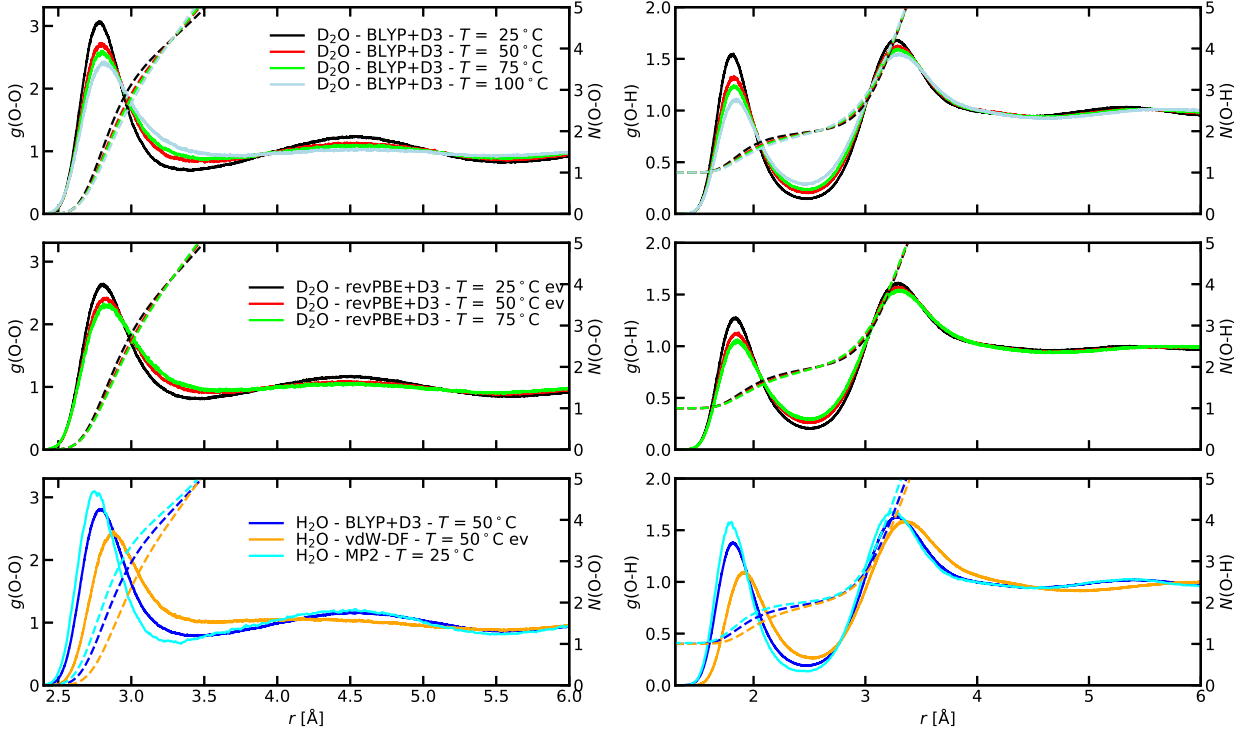 3
2
1
0
g(O-O)
D₂O - BLYP+D3 - T = 25°C
D₂O - BLYP+D3 - T = 50°C
D₂O - BLYP+D3 - T = 75°C
D₂O - BLYP+D3 - T = 100°C
5
4
3
2
1
0
N(O-O)
2.0
1.5
1.0
0.5
0.0
g(O-H)
5
4
3
2
1
0
N(O-H)
3
2
1
0
g(O-O)
D₂O - revPBE+D3 - T = 25°C ev
D₂O - revPBE+D3 - T = 50°C ev
D₂O - revPBE+D3 - T = 75°C
5
4
3
2
1
0
N(O-O)
2.0
1.5
1.0
0.5
0.0
g(O-H)
5
4
3
2
1
0
N(O-H)
3
2
1
0
g(O-O)
H₂O - BLYP+D3 - T = 50°C
H₂O - vdW-DF - T = 50°C ev
H₂O - MP2 - T = 25°C
5
4
3
2
1
0
N(O-O)
2.5 3.0 3.5 4.0 4.5 5.0 5.5 6.0
r [Å]
2.0
1.5
1.0
0.5
0.0
g(O-H)
5
4
3
2
1
0
N(O-H)
2 3 4 5 6
r [Å]